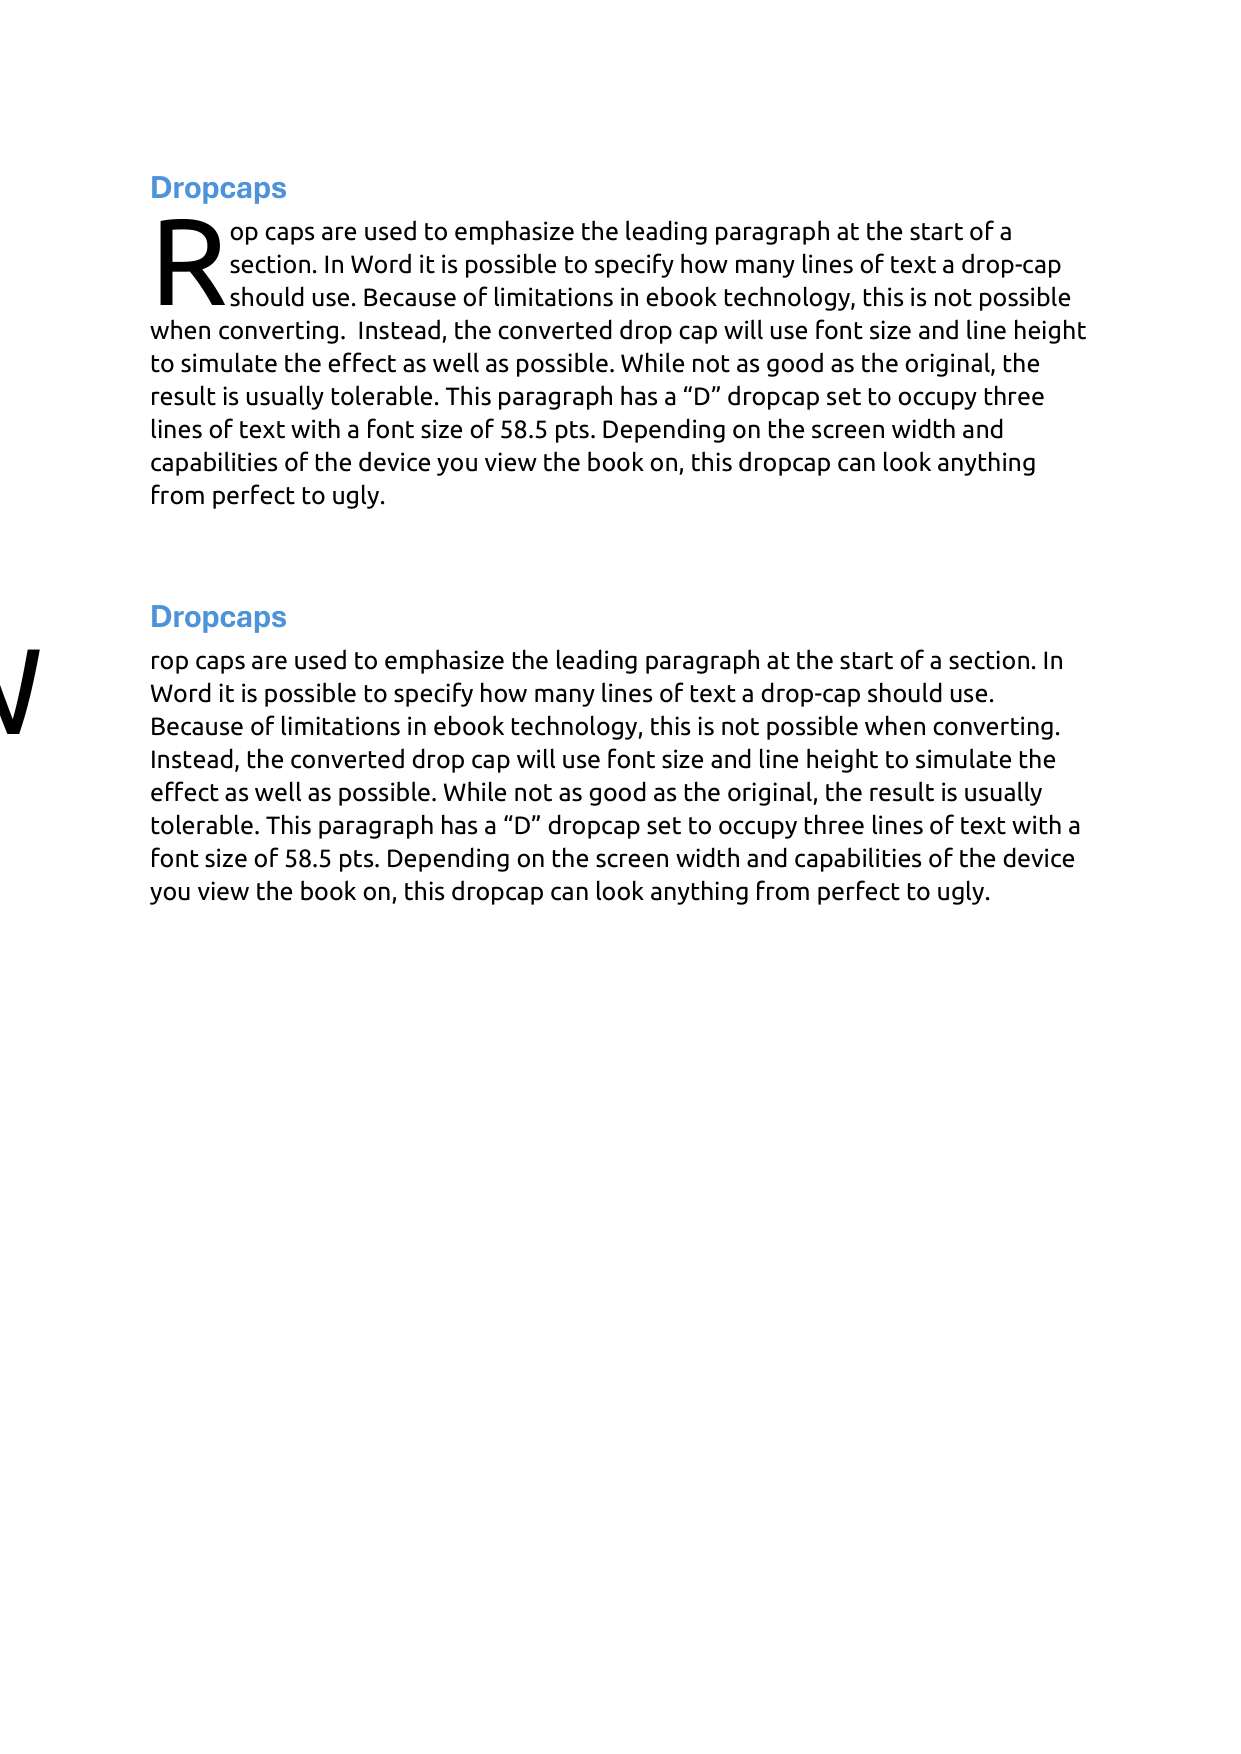 Dropcaps
Rop caps are used to emphasize the leading paragraph at the start of a
section. In Word it is possible to specify how many lines of text a drop-cap
should use. Because of limitations in ebook technology, this is not possible
when converting.  Instead, the converted drop cap will use font size and line height
to simulate the effect as well as possible. While not as good as the original, the
result is usually tolerable. This paragraph has a “D” dropcap set to occupy three
lines of text with a font size of 58.5 pts. Depending on the screen width and
capabilities of the device you view the book on, this dropcap can look anything
from perfect to ugly.
Dropcaps
rop caps are used to emphasize the leading paragraph at the start of a section. In
Word it is possible to specify how many lines of text a drop-cap should use.
Because of limitations in ebook technology, this is not possible when converting.
Instead, the converted drop cap will use font size and line height to simulate the
effect as well as possible. While not as good as the original, the result is usually
tolerable. This paragraph has a “D” dropcap set to occupy three lines of text with a
font size of 58.5 pts. Depending on the screen width and capabilities of the device
you view the book on, this dropcap can look anything from perfect to ugly.